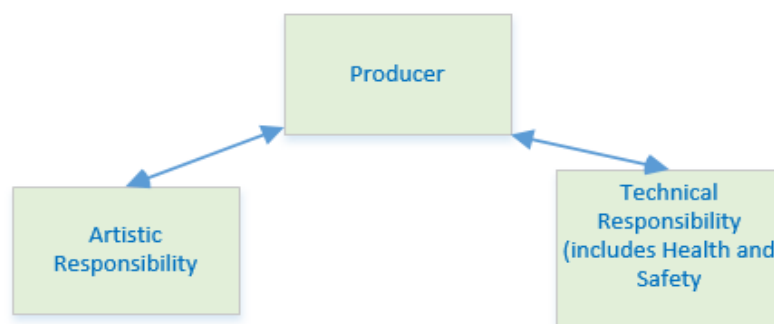 Producer
Artistic
Responsibility
Technical
Responsibility
(includes Health and
Safety